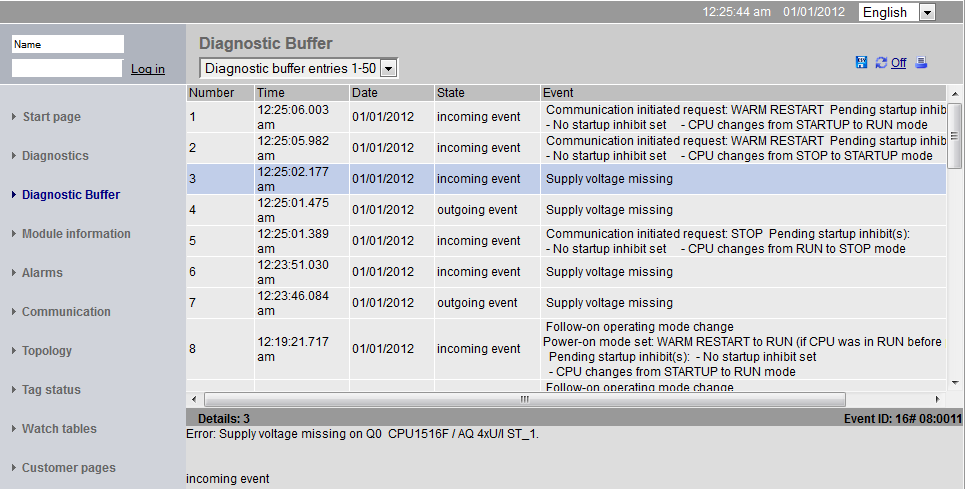 12:25:44 am 01/01/2012 English
Name
Log in
Diagnostic Buffer
Diagnostic buffer entries 1-50
Off
Start page
Diagnostics
Diagnostic Buffer
Module information
Alarms
Communication
Topology
Tag status
Watch tables
Customer pages
Number Time Date State Event
1 12:25:06.003 am 01/01/2012 incoming event Communication initiated request: WARM RESTART Pending startup inhib
- No startup inhibit set - CPU changes from STARTUP to RUN mode
2 12:25:05.982 am 01/01/2012 incoming event Communication initiated request: WARM RESTART Pending startup inhib
- No startup inhibit set - CPU changes from STOP to STARTUP mode
3 12:25:02.177 am 01/01/2012 incoming event Supply voltage missing
4 12:25:01.475 am 01/01/2012 outgoing event Supply voltage missing
5 12:25:01.389 am 01/01/2012 incoming event Communication initiated request: STOP Pending startup inhibit(s):
- No startup inhibit set - CPU changes from RUN to STOP mode
6 12:23:51.030 am 01/01/2012 incoming event Supply voltage missing
7 12:23:46.084 am 01/01/2012 outgoing event Supply voltage missing
8 12:19:21.717 am 01/01/2012 incoming event Follow-on operating mode change
Power-on mode set: WARM RESTART to RUN (if CPU was in RUN before
Pending startup inhibit(s): - No startup inhibit set
- CPU changes from STARTUP to RUN mode
Follow-on operating mode change
Details: 3 Event ID: 16# 08:0011
Error: Supply voltage missing on Q0 CPU1516F / AQ 4xU/I ST_1.
incoming event